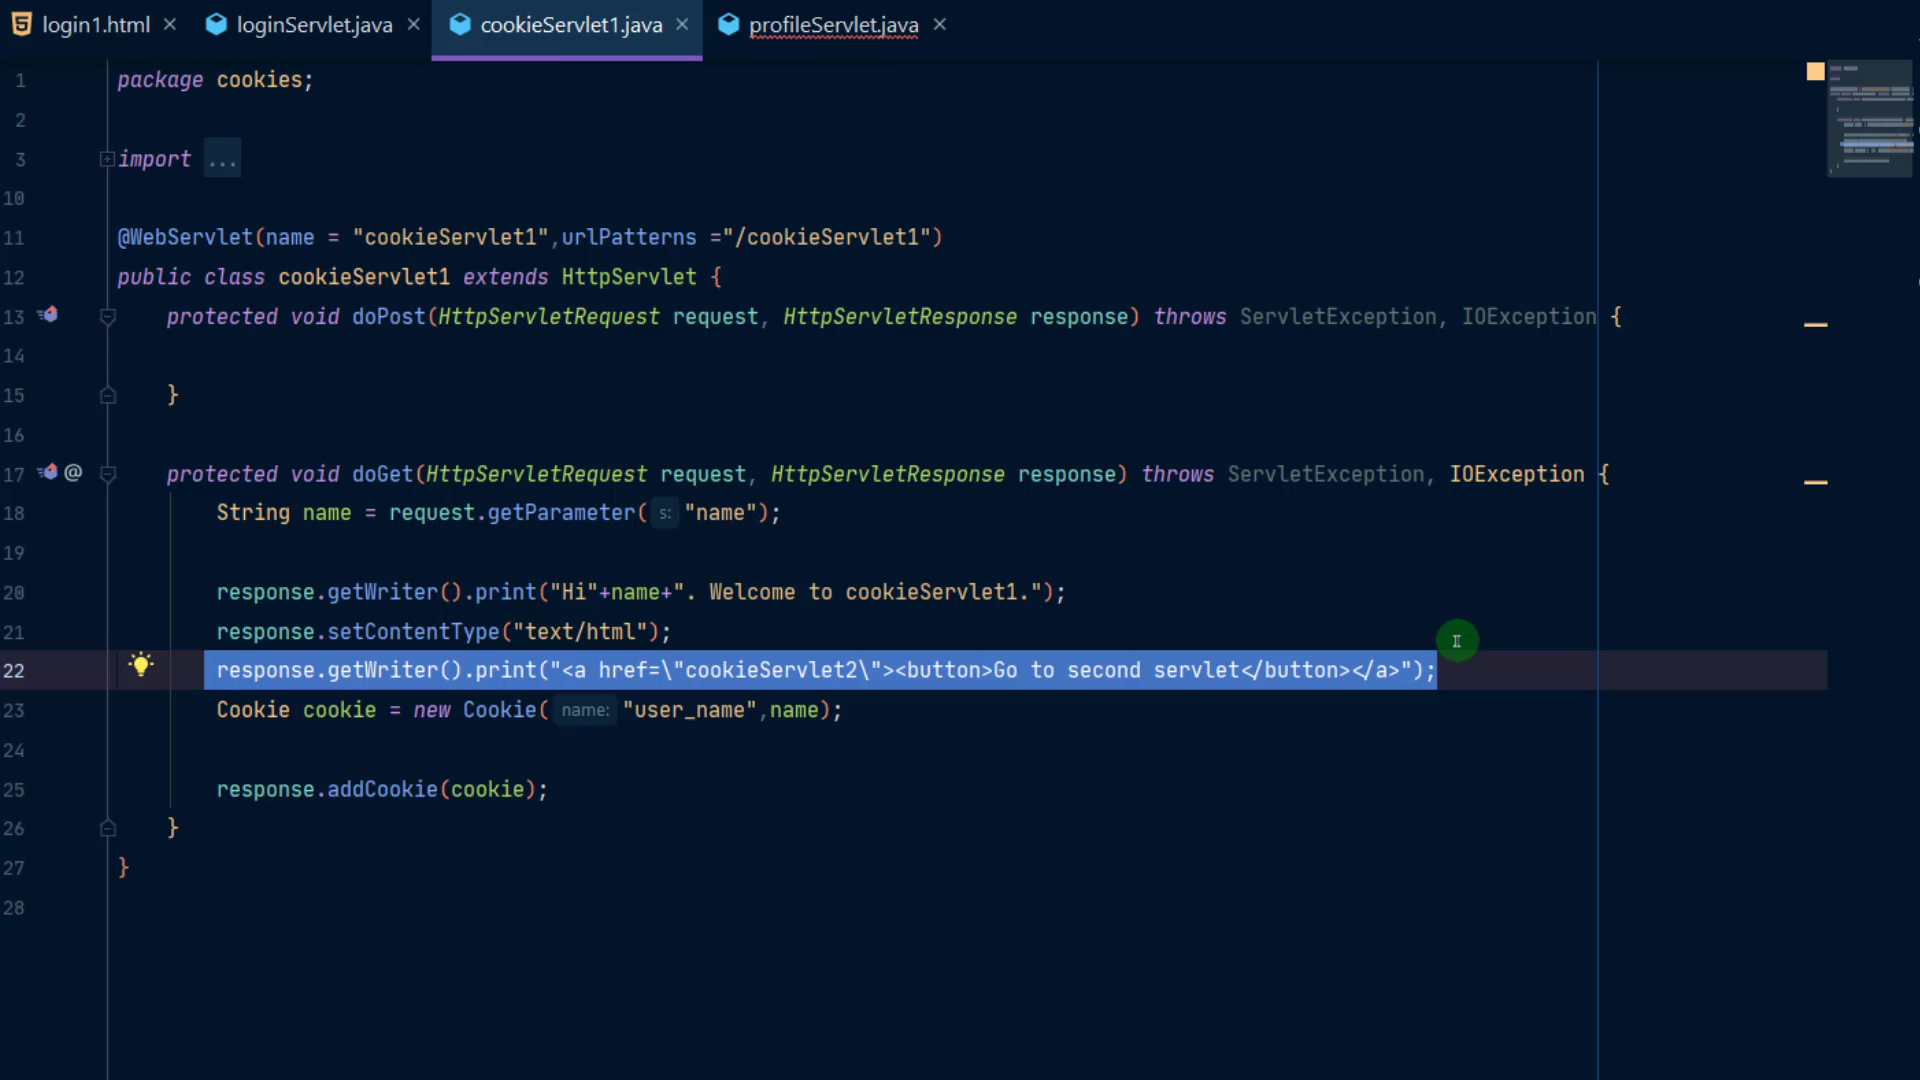 login1.html × loginServlet.java × cookieServlet1.java × profileServlet.java ×
1 package cookies;
2
3 import ...
10
11 @WebServlet(name = "cookieServlet1",urlPatterns ="/cookieServlet1")
12 public class cookieServlet1 extends HttpServlet {
13 protected void doPost(HttpServletRequest request, HttpServletResponse response) throws ServletException, IOException {
14
15 }
16
17 @ protected void doGet(HttpServletRequest request, HttpServletResponse response) throws ServletException, IOException {
18 String name = request.getParameter( s: "name");
19
20 response.getWriter().print("Hi"+name+". Welcome to cookieServlet1.");
21 response.setContentType("text/html");
22 response.getWriter().print("<a href=\"cookieServlet2\"><button>Go to second servlet</button></a>");
23 Cookie cookie = new Cookie( name: "user_name",name);
24
25 response.addCookie(cookie);
26 }
27 }
28